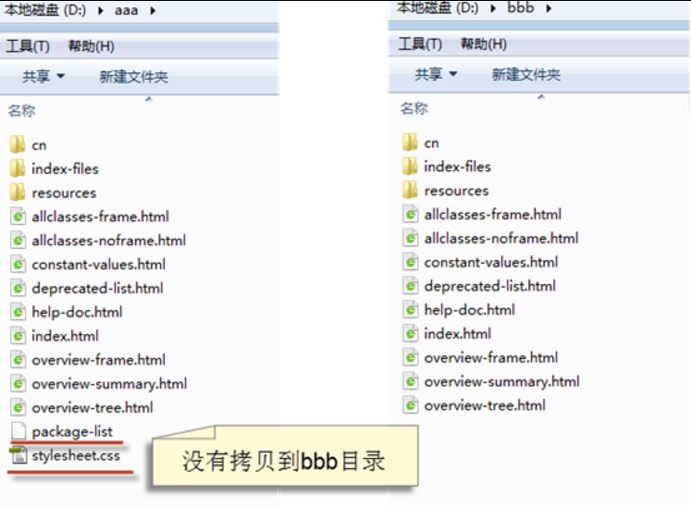 本地磁盘 (D:) ▸ aaa ▸
工具(T) 帮助(H)
共享 ▼ 新建文件夹
名称
cn
index-files
resources
allclasses-frame.html
allclasses-noframe.html
constant-values.html
deprecated-list.html
help-doc.html
index.html
overview-frame.html
overview-summary.html
overview-tree.html
package-list
stylesheet.css
本地磁盘 (D:) ▸ bbb ▸
工具(T) 帮助(H)
共享 ▼ 新建文件夹
名称
cn
index-files
resources
allclasses-frame.html
allclasses-noframe.html
constant-values.html
deprecated-list.html
help-doc.html
index.html
overview-frame.html
overview-summary.html
overview-tree.html
没有拷贝到bbb目录